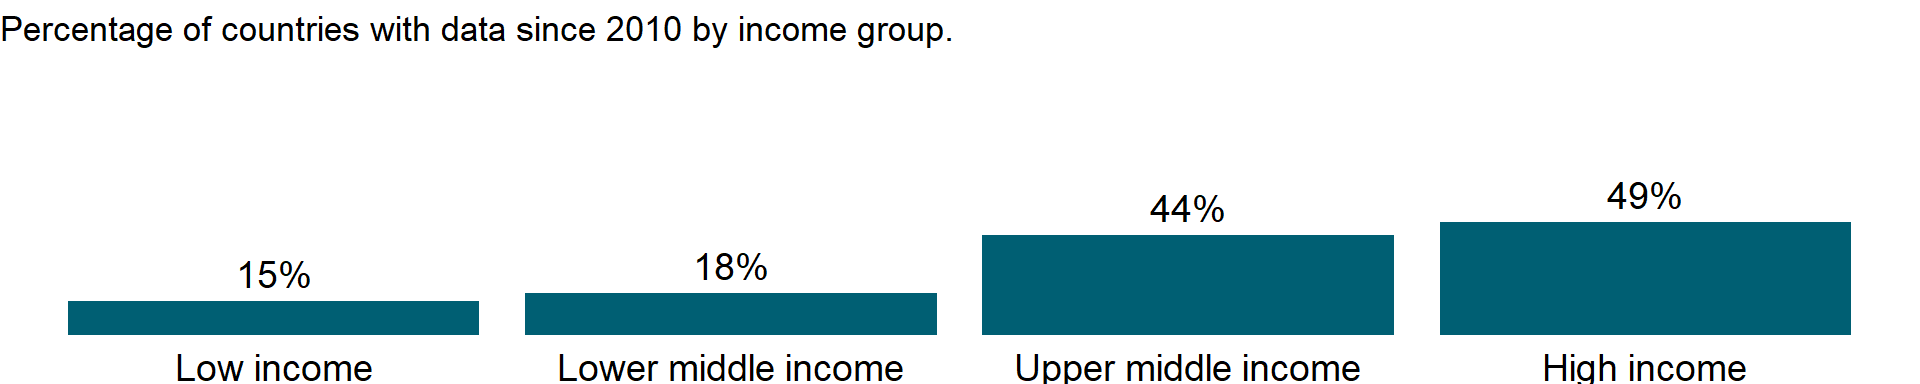 Percentage of countries with data since 2010 by income group.
15%
18%
44%
49%
Low income
Lower middle income
Upper middle income
High income